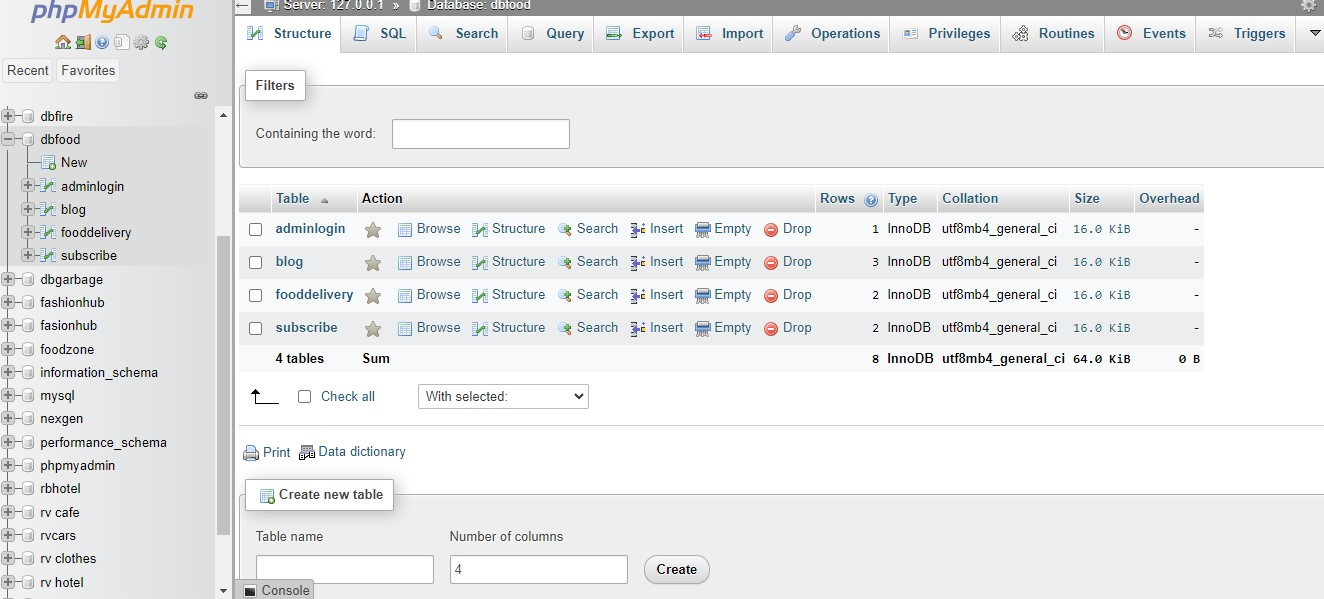 phpMyAdmin
Recent Favorites
dbfire
dbfood
New
adminlogin
blog
fooddelivery
subscribe
dbgarbage
fashionhub
fasionhub
foodzone
information_schema
mysql
nexgen
performance_schema
phpmyadmin
rbhotel
rv cafe
rvcars
rv clothes
rv hotel
Server: 127.0.0.1 » Database: dbfood
Structure SQL Search Query Export Import Operations Privileges Routines Events Triggers
Filters
Containing the word:
Table Action Rows Type Collation Size Overhead
adminlogin Browse Structure Search Insert Empty Drop 1 InnoDB utf8mb4_general_ci 16.0 KiB -
blog Browse Structure Search Insert Empty Drop 3 InnoDB utf8mb4_general_ci 16.0 KiB -
fooddelivery Browse Structure Search Insert Empty Drop 2 InnoDB utf8mb4_general_ci 16.0 KiB -
subscribe Browse Structure Search Insert Empty Drop 2 InnoDB utf8mb4_general_ci 16.0 KiB -
4 tables Sum 8 InnoDB utf8mb4_general_ci 64.0 KiB 0 B
Check all With selected:
Print Data dictionary
Create new table
Table name Number of columns
4 Create
Console